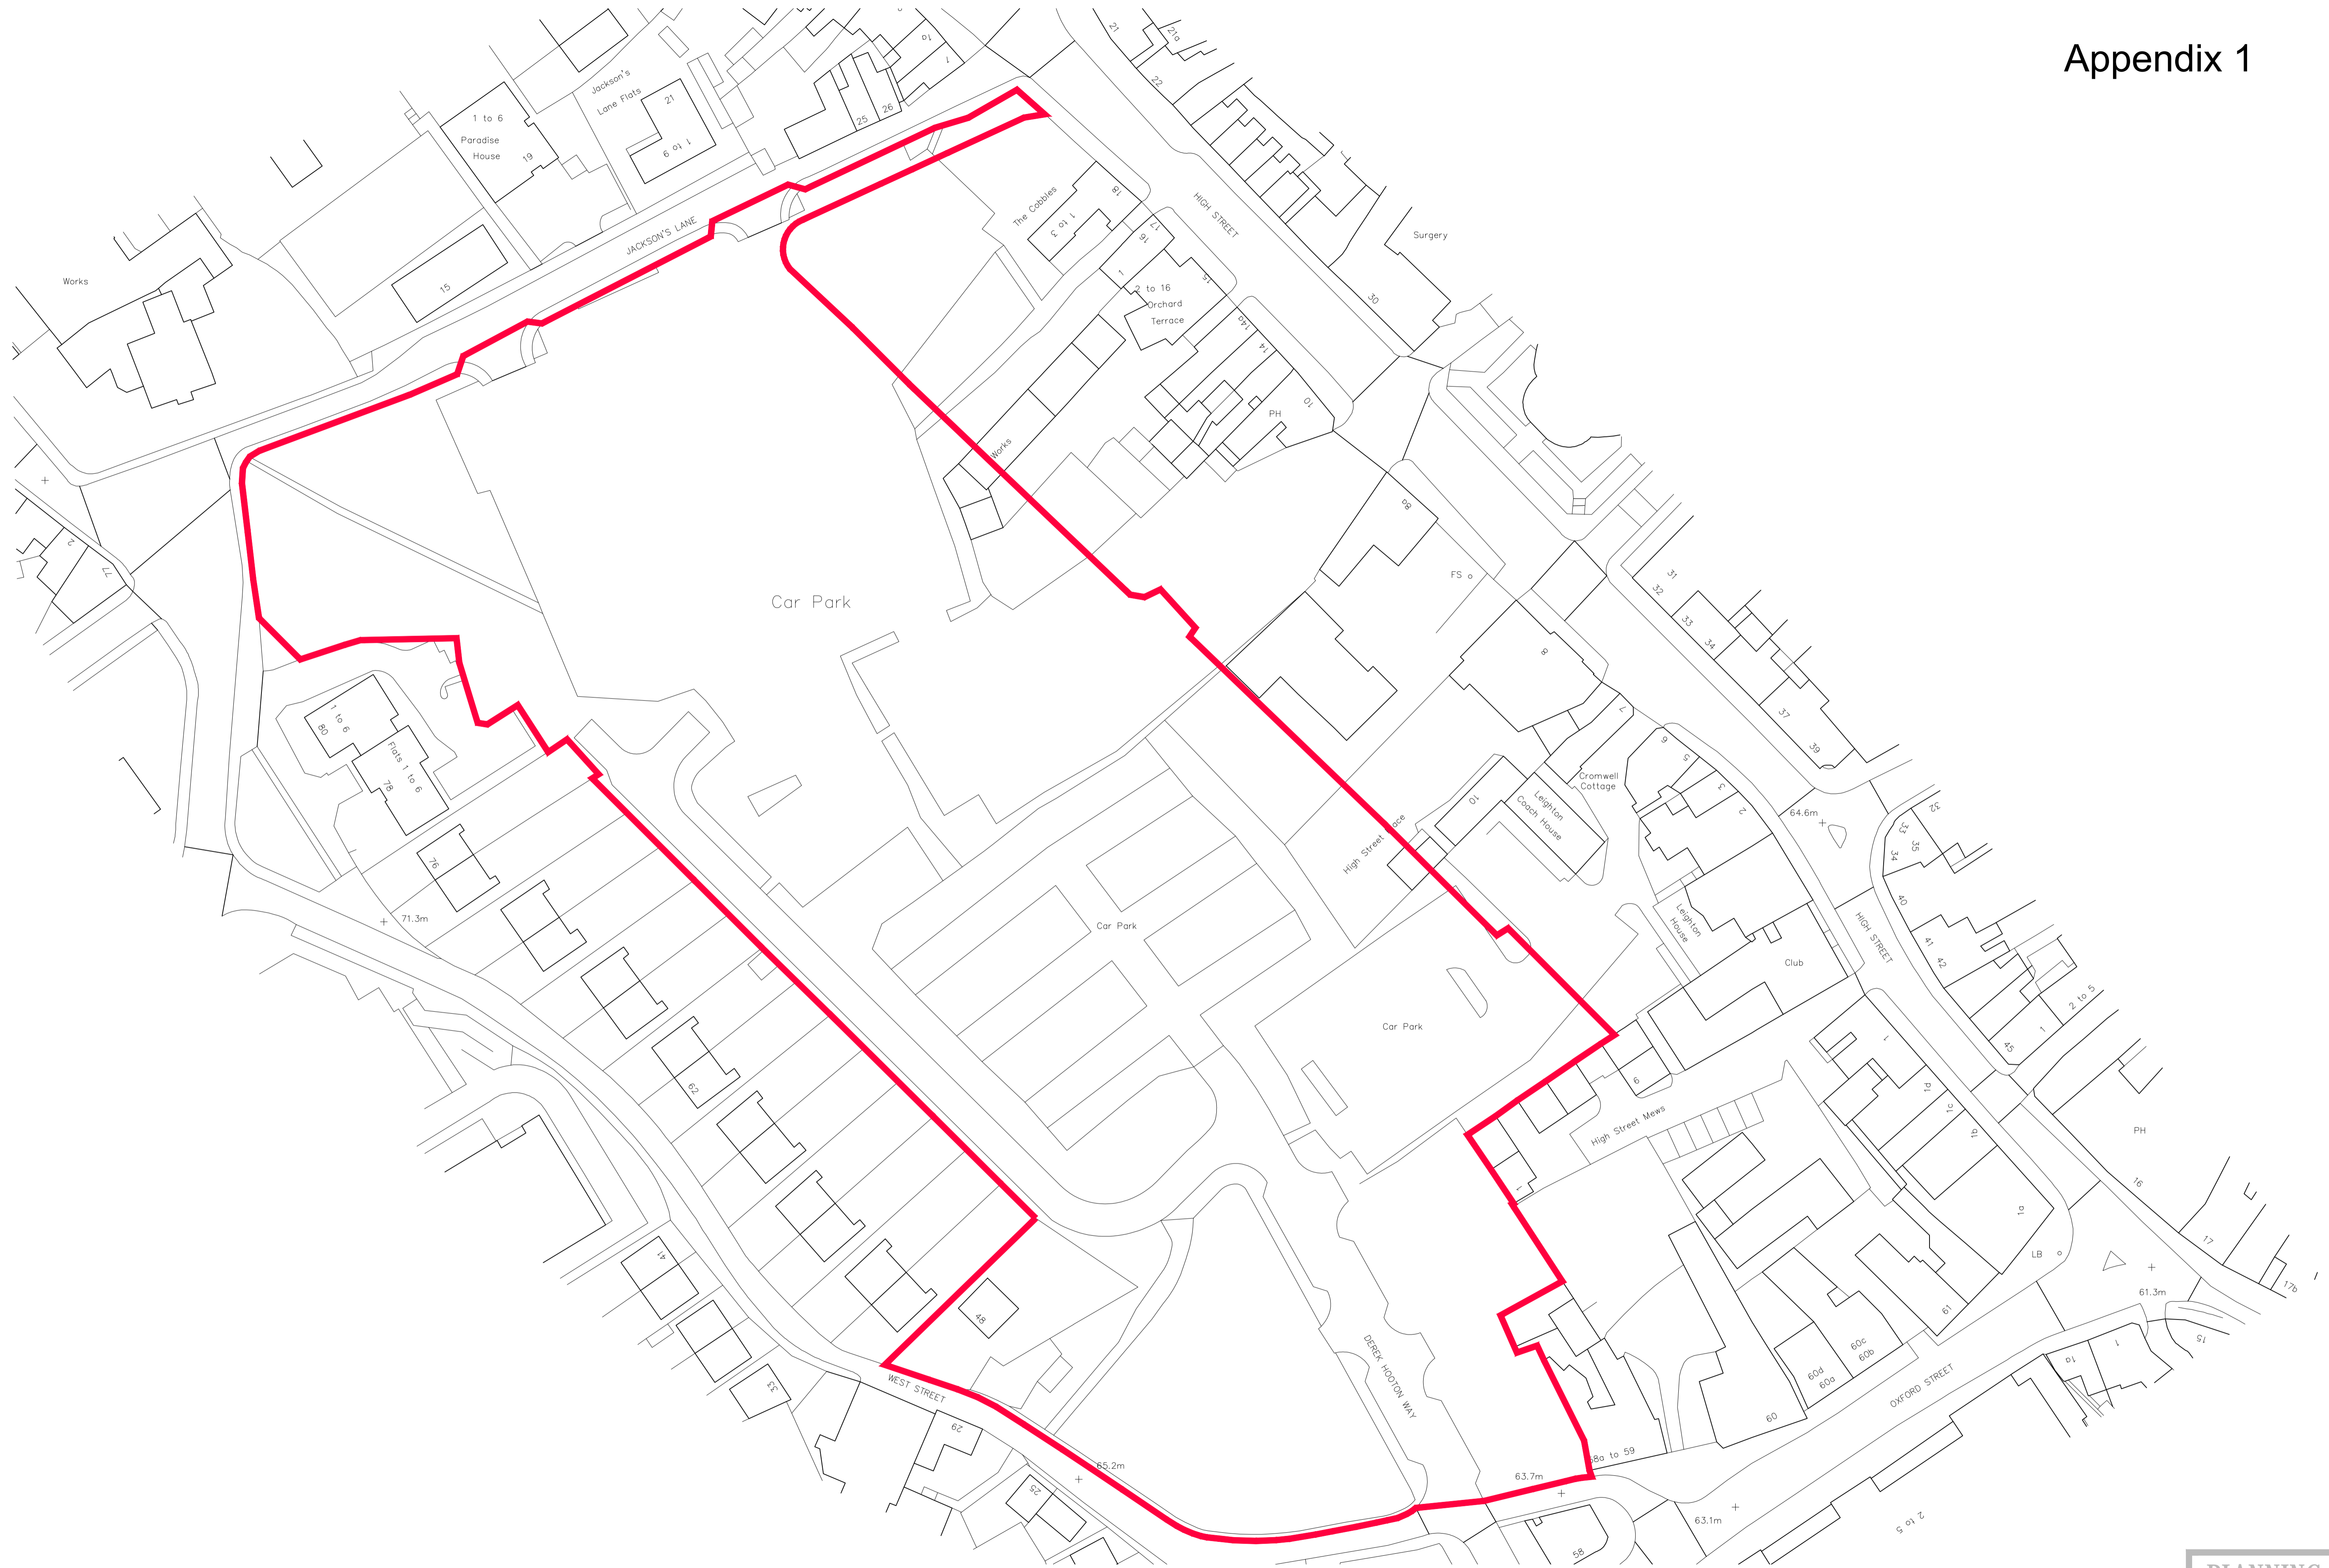 Appendix 1
21
21a
22
1a
1
25
26
Jackson's
Lane Flats
21
1 to 9
1 to 6
Paradise
House
19
15
Works
JACKSON'S LANE
The Cobbles
18
1 to 3
17
16
1
15
2 to 16
Orchard
Terrace
14a
14
10
PH
HIGH STREET
Surgery
30
Works
8a
FS
8
7
31
32
33
34
37
39
2
77
Car Park
1 to 6
80
Flats 1 to 6
78
76
71.3m
62
Car Park
Car Park
High Street Place
10
Leighton
Coach House
Cromwell
Cottage
6
5
3
2
64.6m
32
33
35
34
40
41
42
HIGH STREET
Leighton
House
Club
1
2 to 5
45
6
High Street Mews
1
1
1d
1c
1b
1a
PH
16
17
17b
LB
61.3m
15
1
1a
61
60c
60b
60d
60a
60
OXFORD STREET
58a to 59
63.7m
63.1m
2 to 5
58
DEREK HOOTON WAY
48
WEST STREET
41
33
29
25
65.2m
PLANNING